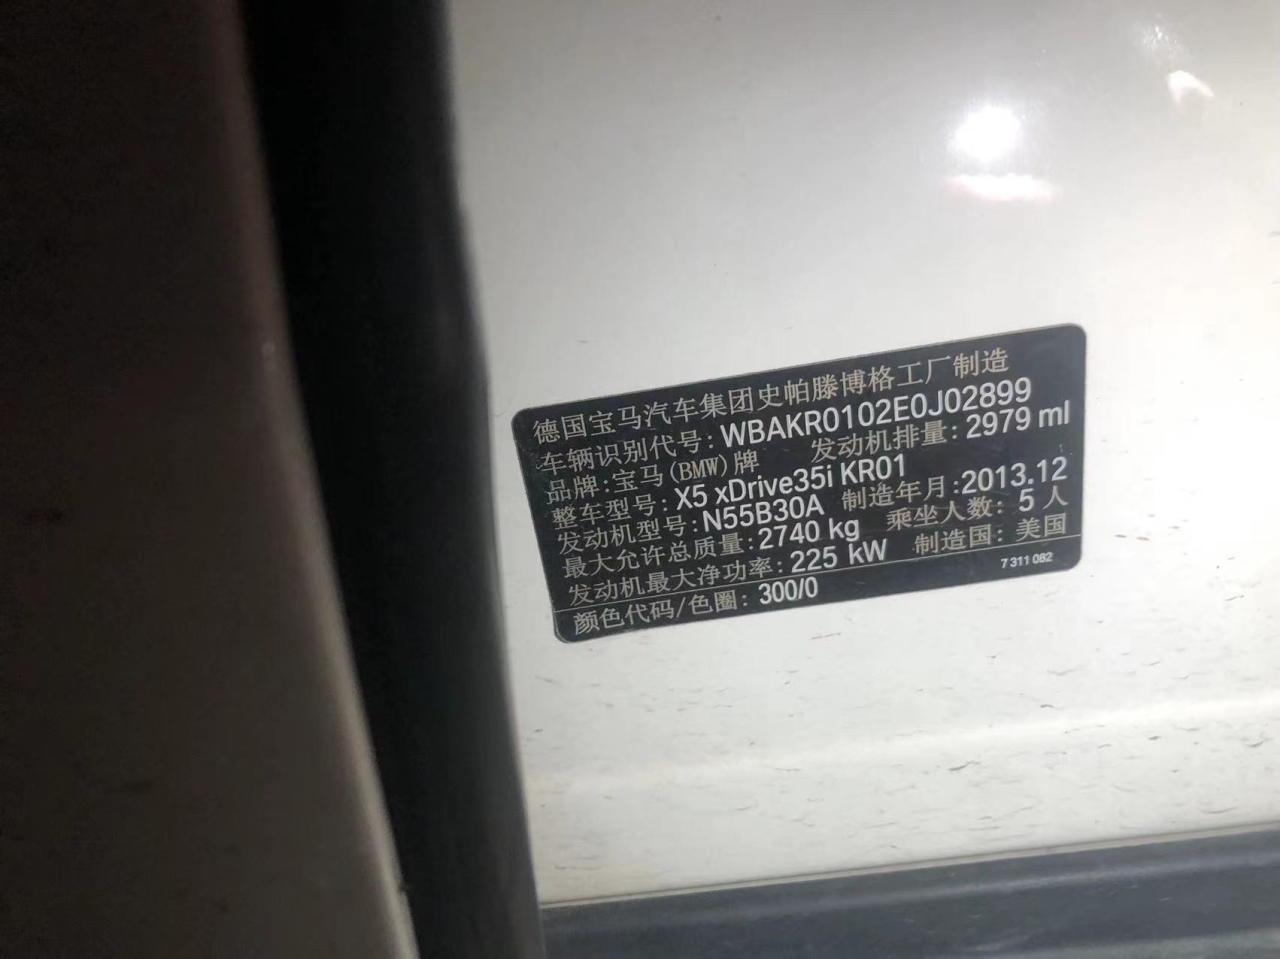 德国宝马汽车集团史帕滕博格工厂制造
车辆识别代号: WBAKR0102E0J02899
品牌:宝马(BMW)牌 发动机排量: 2979 ml
整车型号: X5 xDrive35i KR01
发动机型号: N55B30A 制造年月:2013.12
最大允许总质量: 2740 kg 乘坐人数: 5 人
发动机最大净功率: 225 kW 制造国: 美国
颜色代码/色圈: 300/0 7 311 082